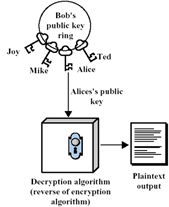 Bob's
public key
ring
Joy
Ted
Mike
Alice
Alices's public
key
Decryption algorithm
(reverse of encryption
algorithm)
Plaintext
output